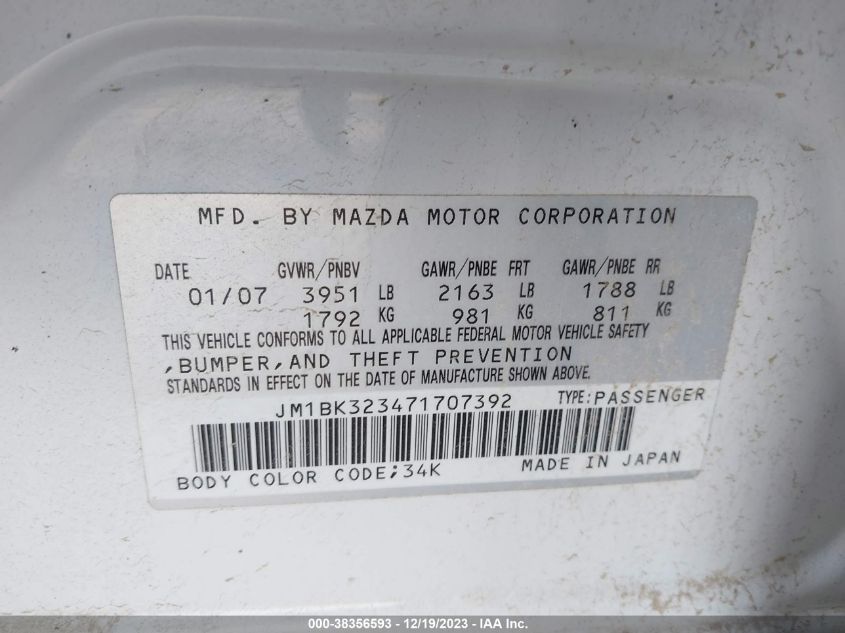 MFD. BY MAZDA MOTOR CORPORATION
DATE GVWR/PNBV GAWR/PNBE FRT GAWR/PNBE RR
01/07 3951 LB 2163 LB 1788 LB
1792 KG 981 KG 811 KG
THIS VEHICLE CONFORMS TO ALL APPLICABLE FEDERAL MOTOR VEHICLE SAFETY
,BUMPER,AND THEFT PREVENTION
STANDARDS IN EFFECT ON THE DATE OF MANUFACTURE SHOWN ABOVE.
JM1BK323471707392 TYPE:PASSENGER
BODY COLOR CODE;34K MADE IN JAPAN
000-38356593 - 12/19/2023 - IAA Inc.